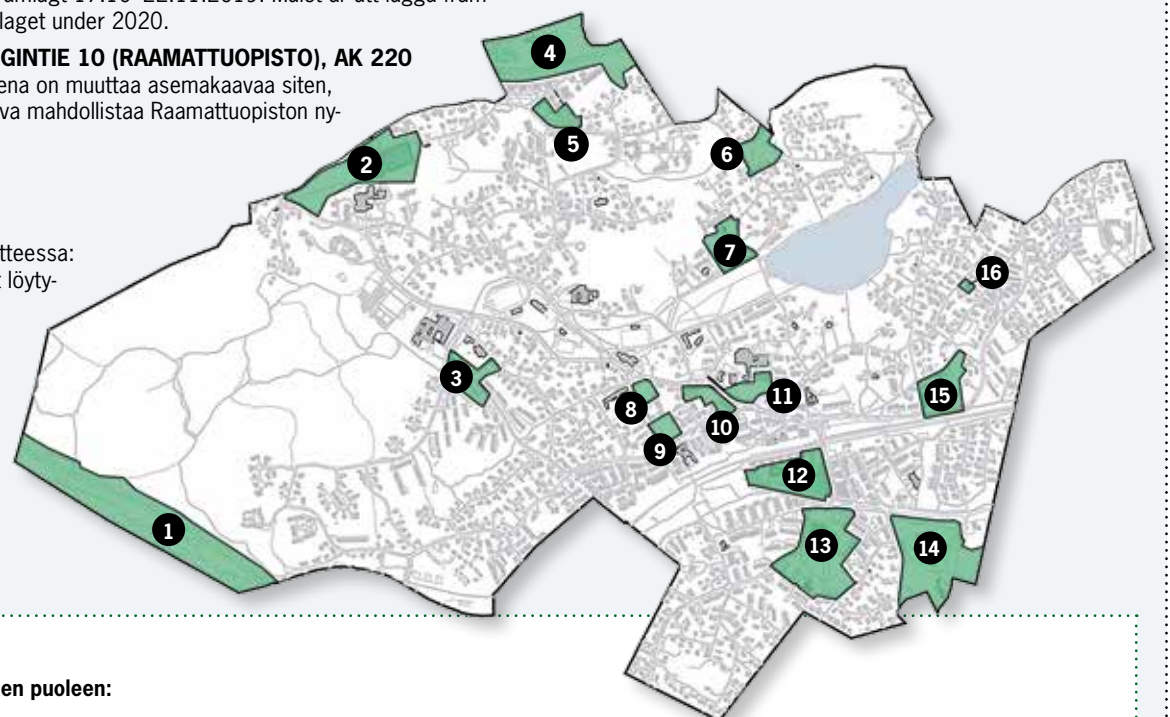 laget under 2020.
GINTIE 10 (RAAMATTUOPISTO), AK 220
ena on muuttaa asemakaavaa siten,
va mahdollistaa Raamattuopiston ny-
tteessa:
löyty-
en puoleen:
4
5
6
2
7
16
3
8
11
15
10
9
12
1
13
14